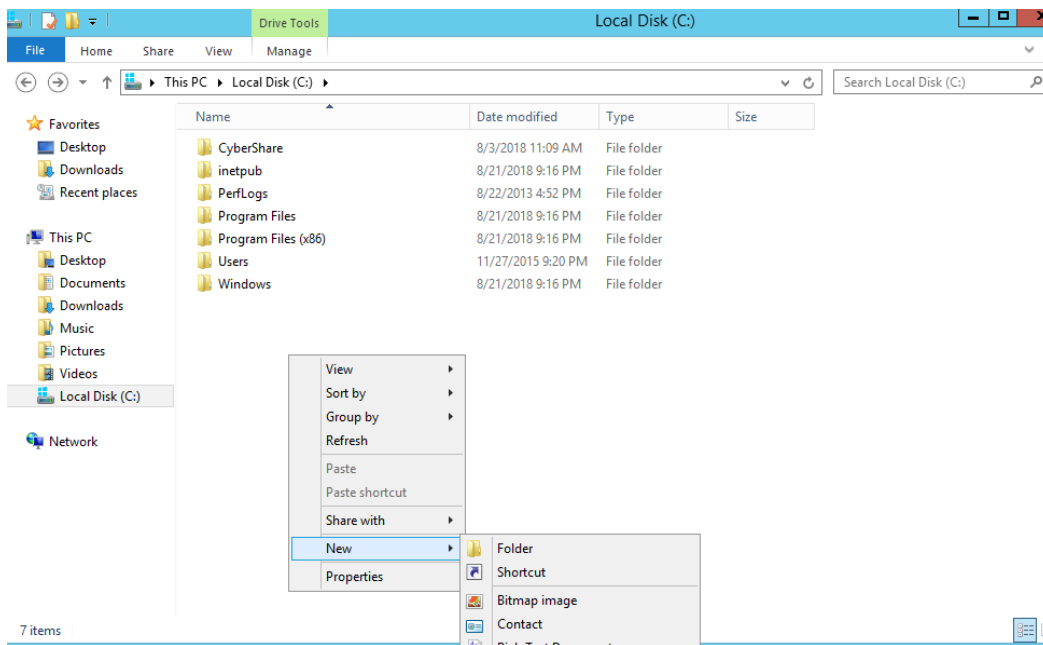 Drive Tools Local Disk (C:)
File Home Share View Manage
This PC Local Disk (C:) Search Local Disk (C:)
Name Date modified Type Size
Favorites
Desktop
Downloads
Recent places
This PC
Desktop
Documents
Downloads
Music
Pictures
Videos
Local Disk (C:)
Network
CyberShare 8/3/2018 11:09 AM File folder
inetpub 8/21/2018 9:16 PM File folder
PerfLogs 8/22/2013 4:52 PM File folder
Program Files 8/21/2018 9:16 PM File folder
Program Files (x86) 8/21/2018 9:16 PM File folder
Users 11/27/2015 9:20 PM File folder
Windows 8/21/2018 9:16 PM File folder
View
Sort by
Group by
Refresh
Paste
Paste shortcut
Share with
New
Properties
Folder
Shortcut
Bitmap image
Contact
7 items